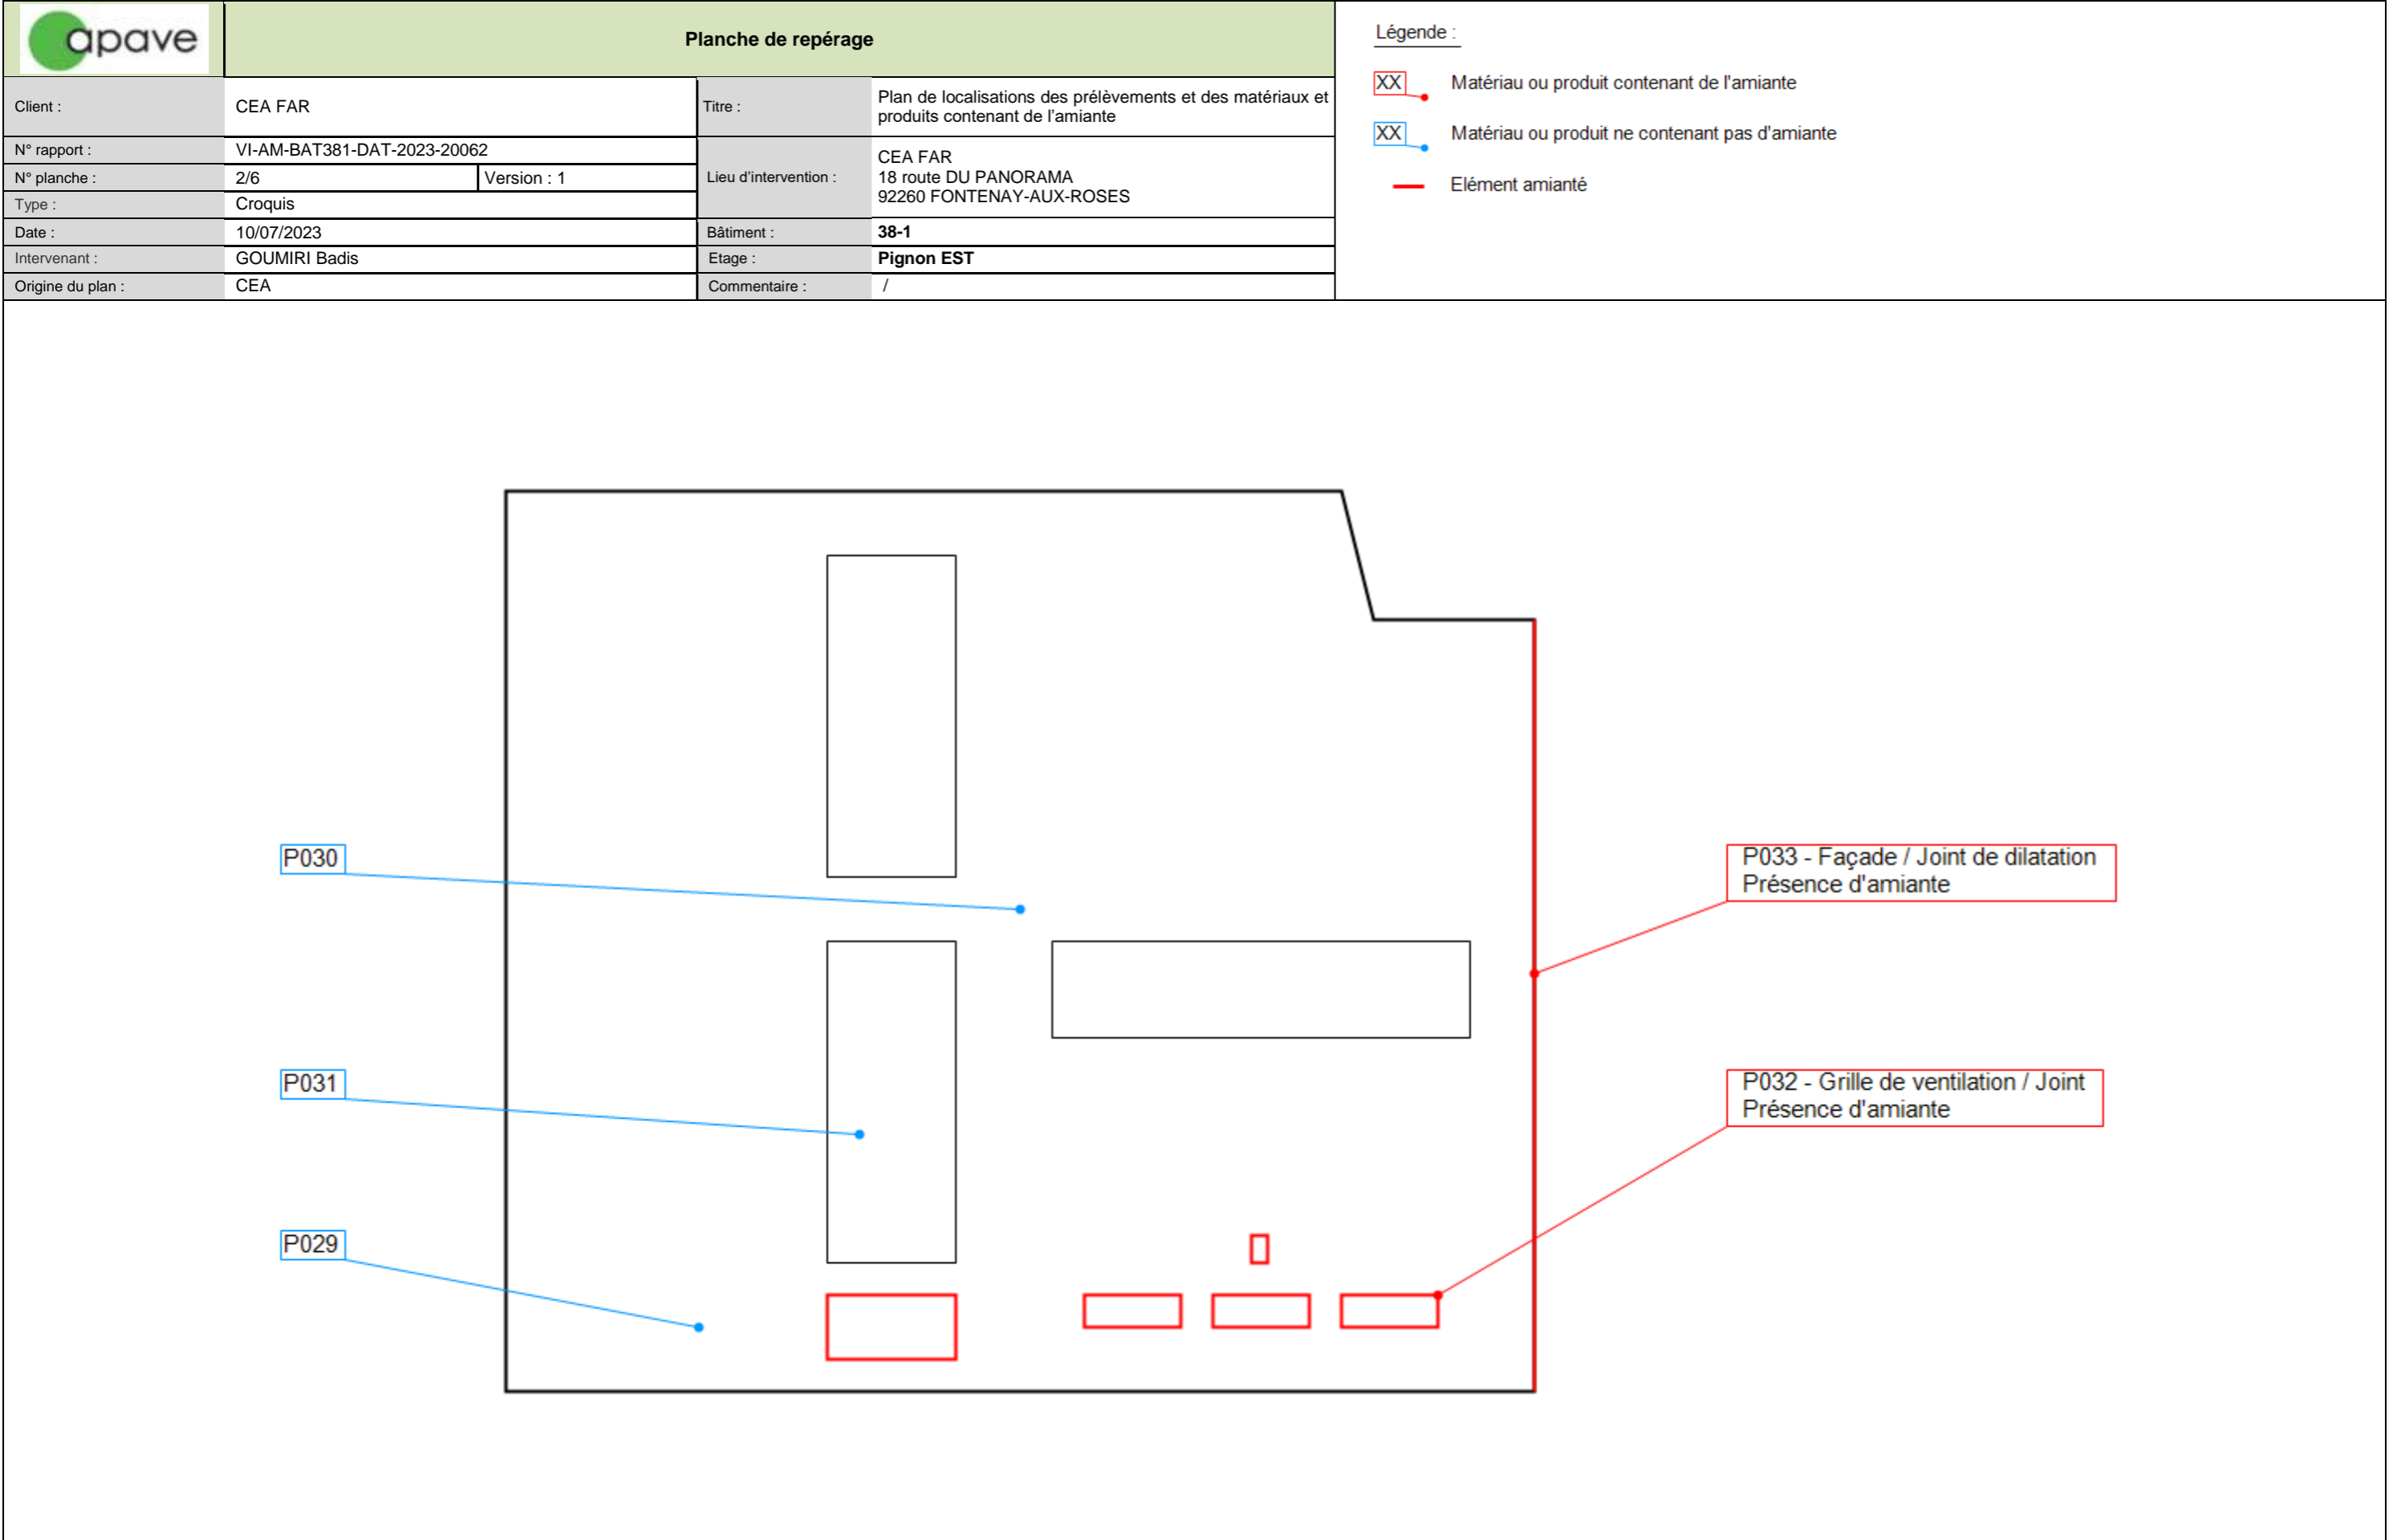 apave
Planche de repérage
Client :
CEA FAR
Titre :
Plan de localisations des prélèvements et des matériaux et
produits contenant de l'amiante
N° rapport :
VI-AM-BAT381-DAT-2023-20062
N° planche :
2/6
Version : 1
Lieu d'intervention :
CEA FAR
18 route DU PANORAMA
92260 FONTENAY-AUX-ROSES
Type :
Croquis
Date :
10/07/2023
Bâtiment :
38-1
Intervenant :
GOUMIRI Badis
Etage :
Pignon EST
Origine du plan :
CEA
Commentaire :
/
Légende :
XX Matériau ou produit contenant de l'amiante
XX Matériau ou produit ne contenant pas d'amiante
Elément amianté
P030
P033 - Façade / Joint de dilatation
Présence d'amiante
P031
P032 - Grille de ventilation / Joint
Présence d'amiante
P029